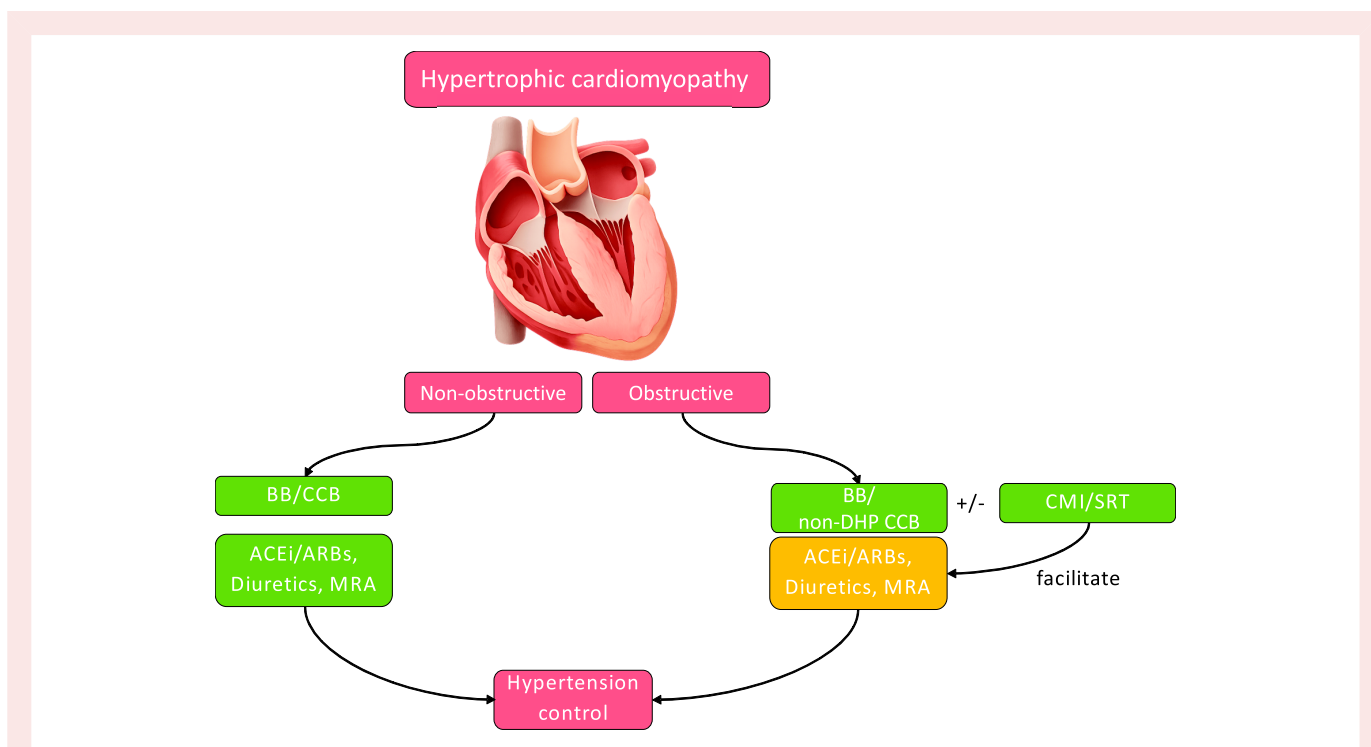 Hypertrophic cardiomyopathy
Non-obstructive
Obstructive
BB/CCB
ACEi/ARBs,
Diuretics, MRA
BB/
non-DHP CCB
+/-
CMI/SRT
ACEi/ARBs,
Diuretics, MRA
facilitate
Hypertension
control